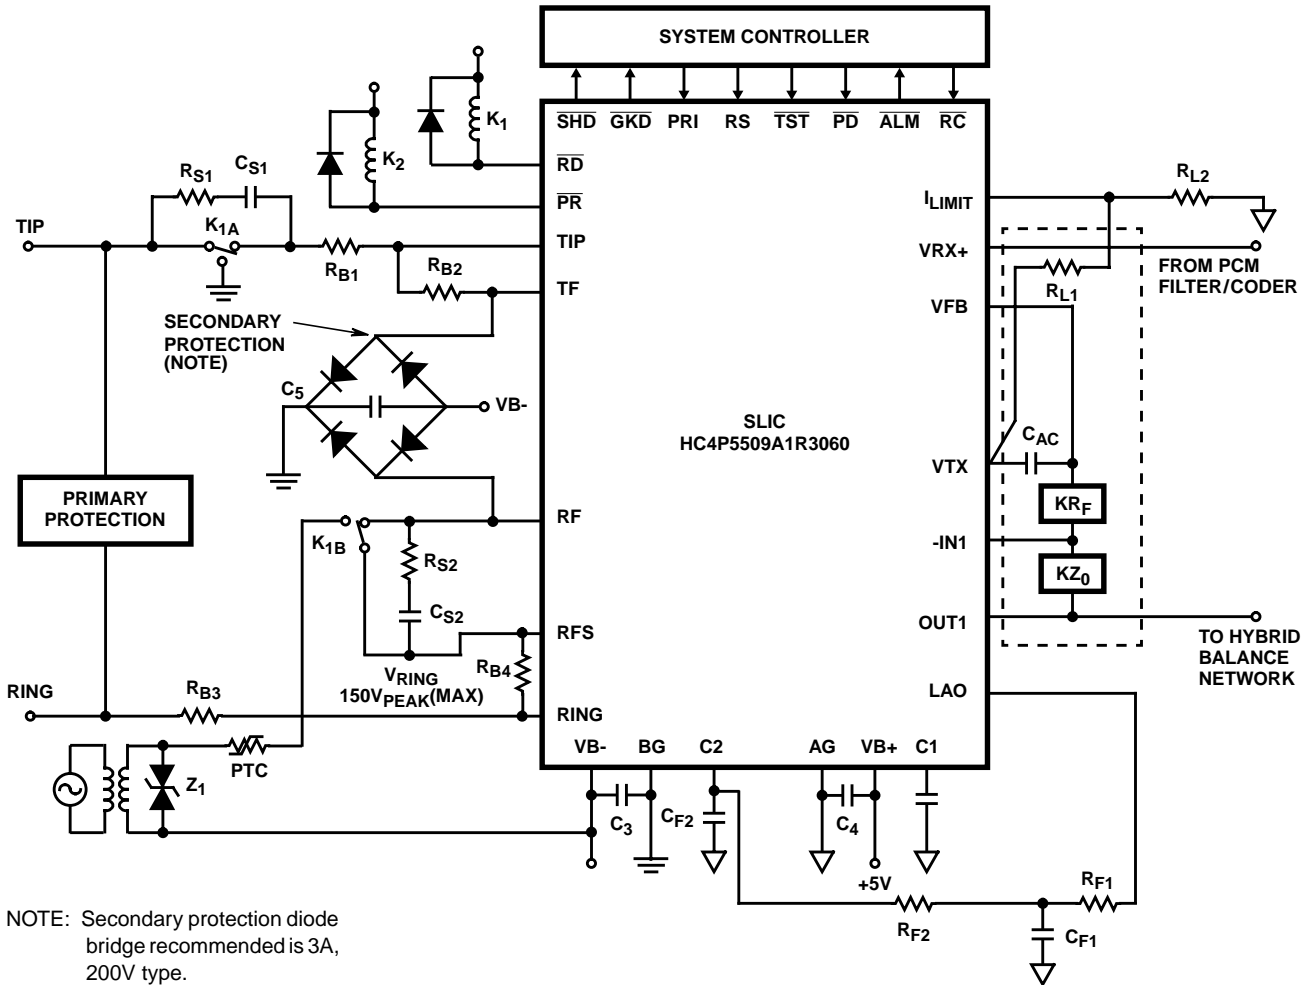 SYSTEM CONTROLLER
SHD GKD PRI RS TST PD ALM RC
K1
K2
RD
PR
RS1 CS1
K1A
TIP
RB1
TIP
RB2
TF
SECONDARY
PROTECTION
(NOTE)
C5
VB-
PRIMARY
PROTECTION
K1B
RF
RS2
CS2
RFS
RB4
VRING
150VPEAK(MAX)
RING
RB3
RING
PTC
Z1
SLIC
HC4P5509A1R3060
ILIMIT
RL2
VRX+
FROM PCM
FILTER/CODER
RL1
VFB
CAC
VTX
KRF
-IN1
KZ0
OUT1
TO HYBRID
BALANCE
NETWORK
LAO
VB- BG C2 AG VB+ C1
C3
CF2
C4
+5V
RF1
RF2
CF1
NOTE: Secondary protection diode
bridge recommended is 3A,
200V type.